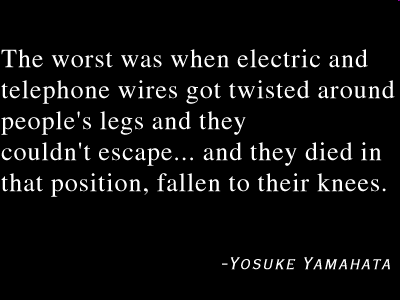 The worst was when electric and
telephone wires got twisted around
people's legs and they
couldn't escape... and they died in
that position, fallen to their knees.
-Yosuke Yamahata